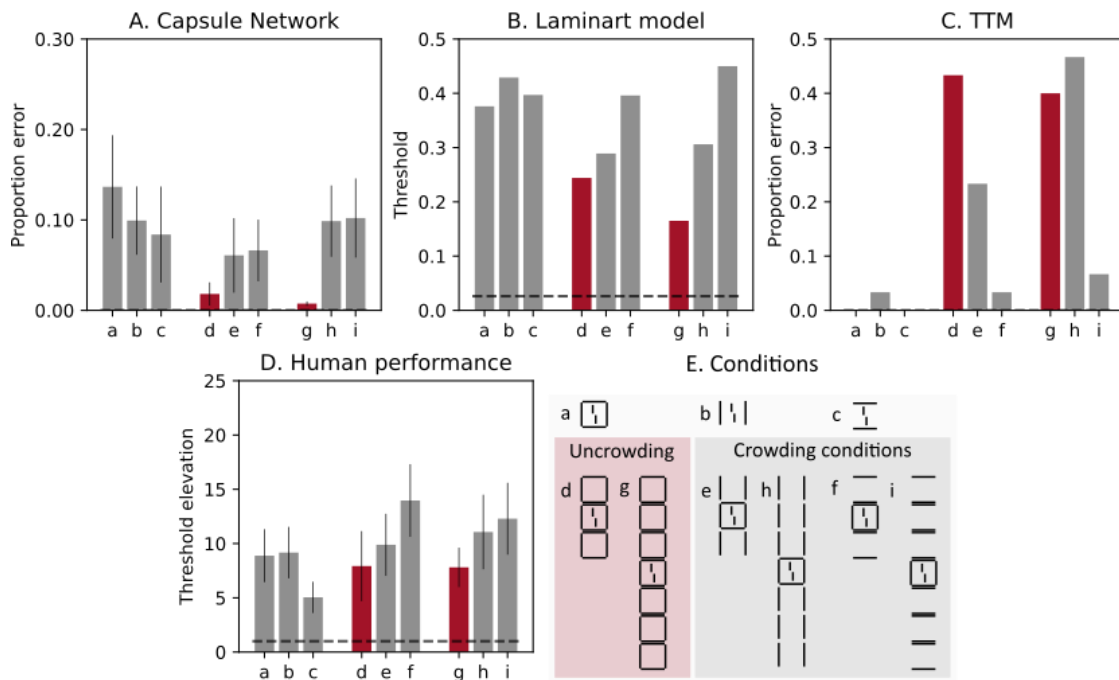 A. Capsule Network
Proportion error
0.30
0.20
0.10
0.00
a b c d e f g h i
B. Laminart model
Threshold
0.5
0.4
0.3
0.2
0.1
0.0
a b c d e f g h i
C. TTM
Proportion error
0.5
0.4
0.3
0.2
0.1
0.0
a b c d e f g h i
D. Human performance
Threshold elevation
25
20
15
10
5
0
a b c d e f g h i
E. Conditions
a b c
Uncrowding
d g
Crowding conditions
e h f i